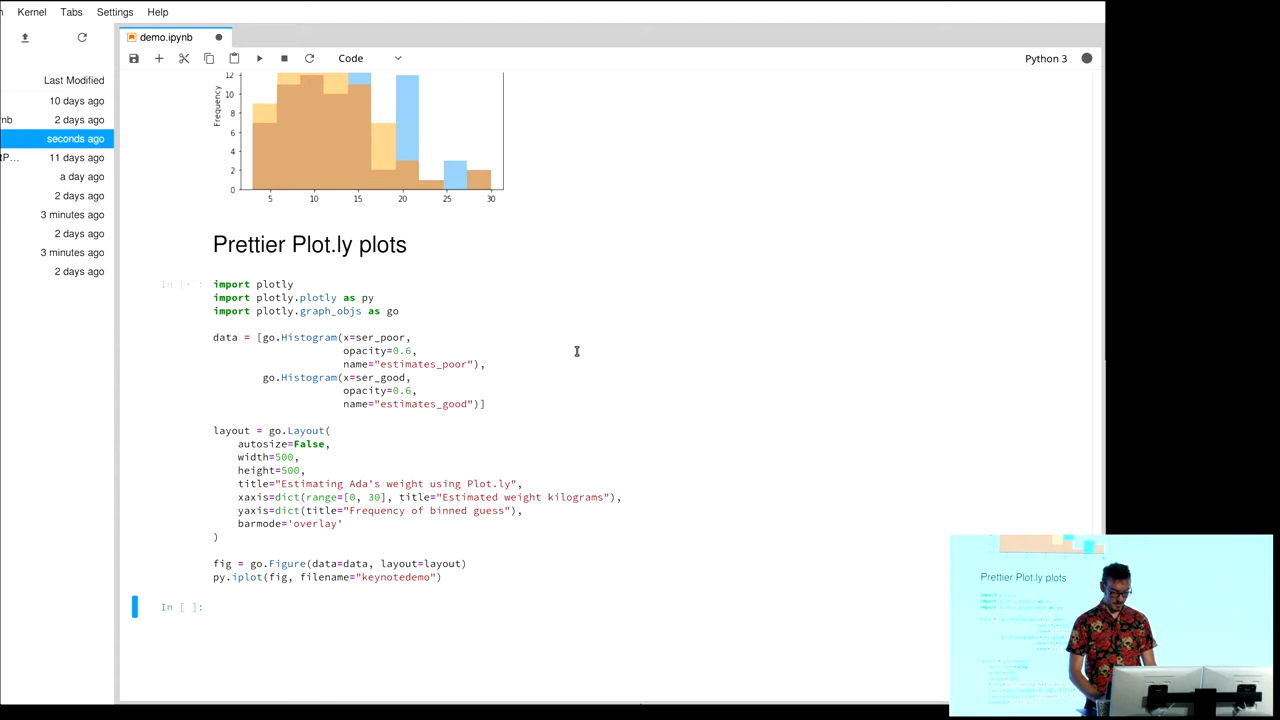 Kernel Tabs Settings Help
demo.ipynb
Code
Python 3
Last Modified
10 days ago
nb 2 days ago
seconds ago
tP… 11 days ago
a day ago
2 days ago
3 minutes ago
2 days ago
3 minutes ago
2 days ago
Frequency
12
10
8
6
4
2
0
5 10 15 20 25 30
Prettier Plot.ly plots
In [*]:
import plotly
import plotly.plotly as py
import plotly.graph_objs as go
data = [go.Histogram(x=ser_poor,
opacity=0.6,
name="estimates_poor"),
go.Histogram(x=ser_good,
opacity=0.6,
name="estimates_good")]
layout = go.Layout(
autosize=False,
width=500,
height=500,
title="Estimating Ada's weight using Plot.ly",
xaxis=dict(range=[0, 30], title="Estimated weight kilograms"),
yaxis=dict(title="Frequency of binned guess"),
barmode='overlay'
)
fig = go.Figure(data=data, layout=layout)
py.iplot(fig, filename="keynotedemo")
In [ ]:
Prettier Plot.ly plots